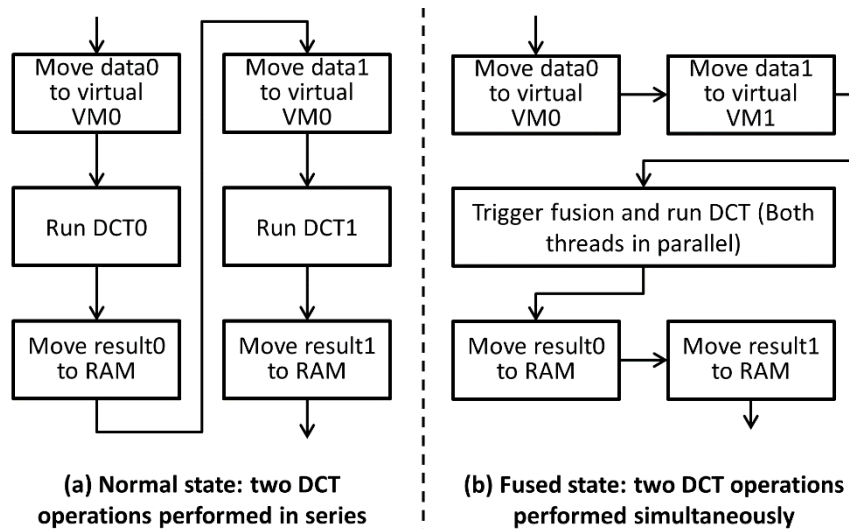 Move data0
to virtual
VM0
Run DCT0
Move result0
to RAM
Move data1
to virtual
VM0
Run DCT1
Move result1
to RAM
(a) Normal state: two DCT
operations performed in series
Move data0
to virtual
VM0
Move data1
to virtual
VM1
Trigger fusion and run DCT (Both
threads in parallel)
Move result0
to RAM
Move result1
to RAM
(b) Fused state: two DCT operations
performed simultaneously